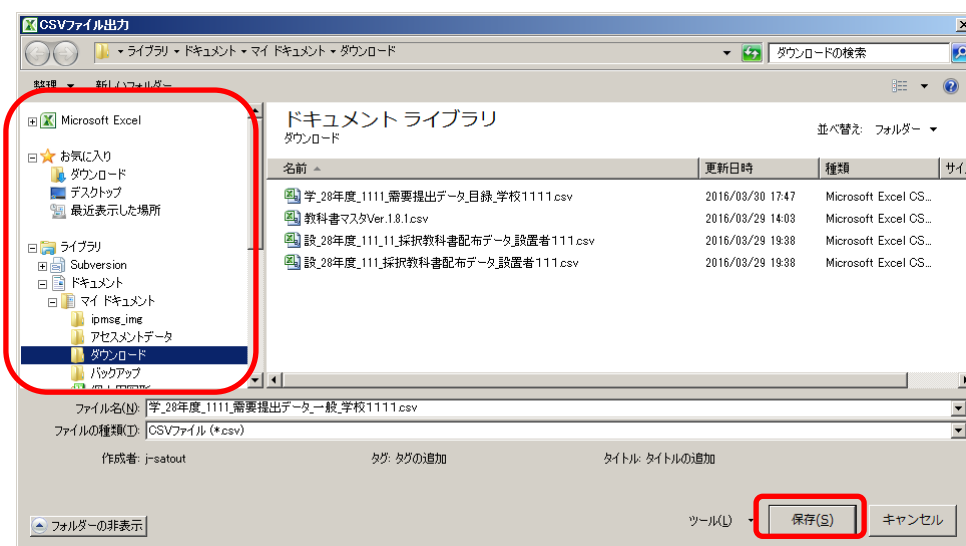 CSVファイル出力
ライブラリ ▾ ドキュメント ▾ マイ ドキュメント ▾ ダウンロード
ダウンロードの検索
整理 新しいフォルダー
Microsoft Excel
お気に入り
ダウンロード
デスクトップ
最近表示した場所
ライブラリ
Subversion
ドキュメント
マイ ドキュメント
ipmsg_img
アセスメントデータ
ダウンロード
バックアップ
ドキュメント ライブラリ
ダウンロード
並べ替え: フォルダー ▾
名前 更新日時 種類 サイ
学_28年度_1111_需要提出データ_目録_学校1111.csv 2016/03/30 17:47 Microsoft Excel CS...
教科書マスタVer.1.8.1.csv 2016/03/29 14:03 Microsoft Excel CS...
設_28年度_111_11_採択教科書配布データ_設置者111.csv 2016/03/29 19:38 Microsoft Excel CS...
設_28年度_111_採択教科書配布データ_設置者111.csv 2016/03/29 19:38 Microsoft Excel CS...
ファイル名(N): 学_28年度_1111_需要提出データ_一般_学校1111.csv
ファイルの種類(T): CSVファイル (*.csv)
作成者: j-satout タグ: タグの追加 タイトル: タイトルの追加
フォルダーの非表示 ツール(L) 保存(S) キャンセル